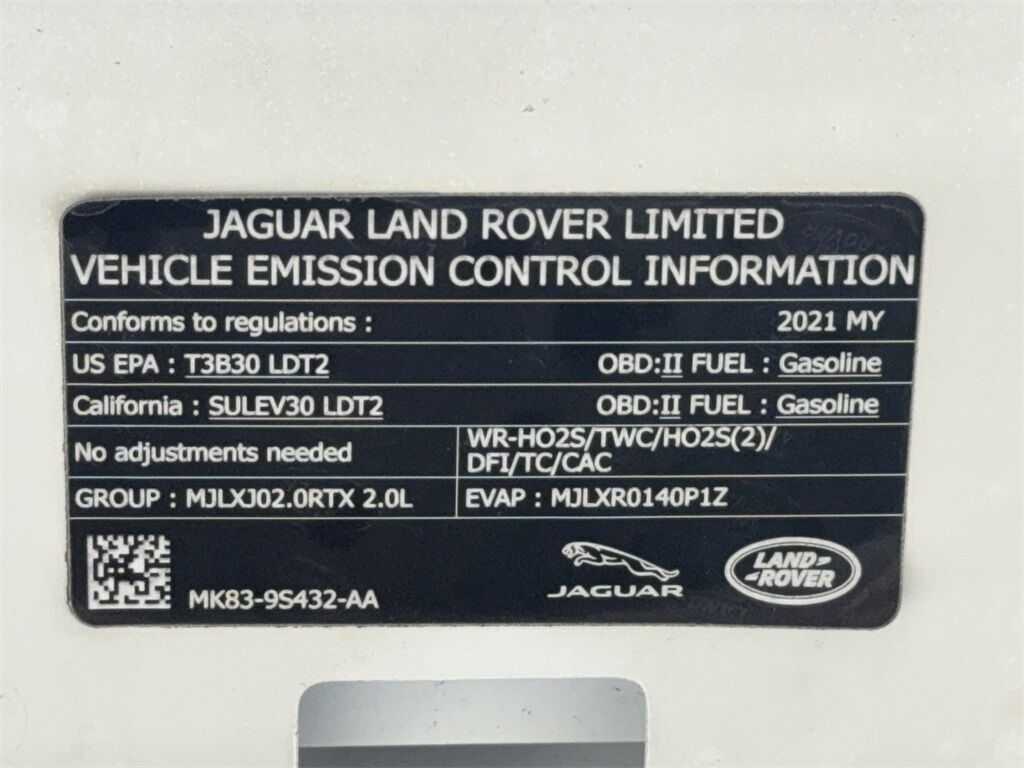 JAGUAR LAND ROVER LIMITED
VEHICLE EMISSION CONTROL INFORMATION
Conforms to regulations : 2021 MY
US EPA : T3B30 LDT2 OBD:II FUEL : Gasoline
California : SULEV30 LDT2 OBD:II FUEL : Gasoline
No adjustments needed
WR-HO2S/TWC/HO2S(2)/
DFI/TC/CAC
GROUP : MJLXJ02.0RTX 2.0L EVAP : MJLXR0140P1Z
MK83-9S432-AA
JAGUAR
LAND
ROVER